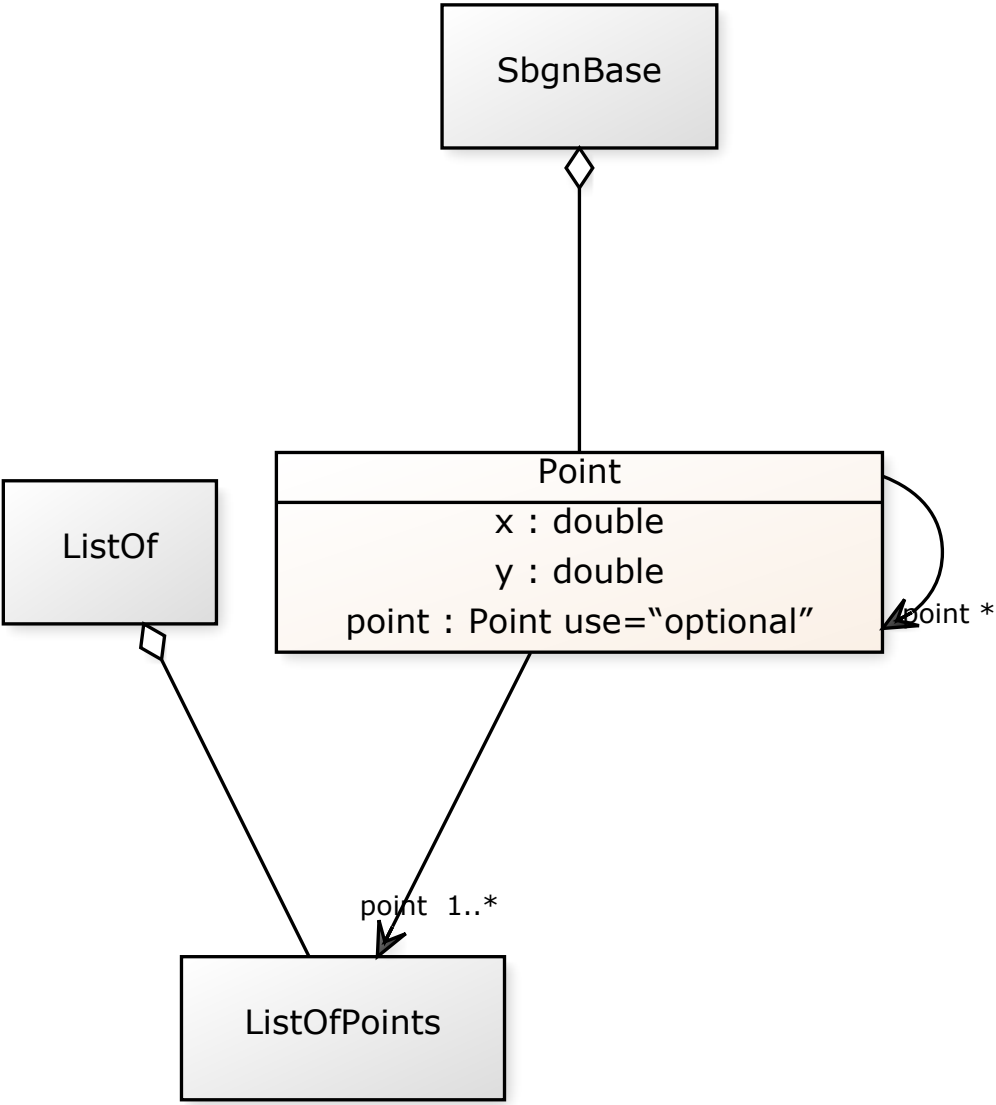 SbgnBase
Point
x : double
y : double
point : Point use=“optional”
point *
ListOf
point 1..*
ListOfPoints